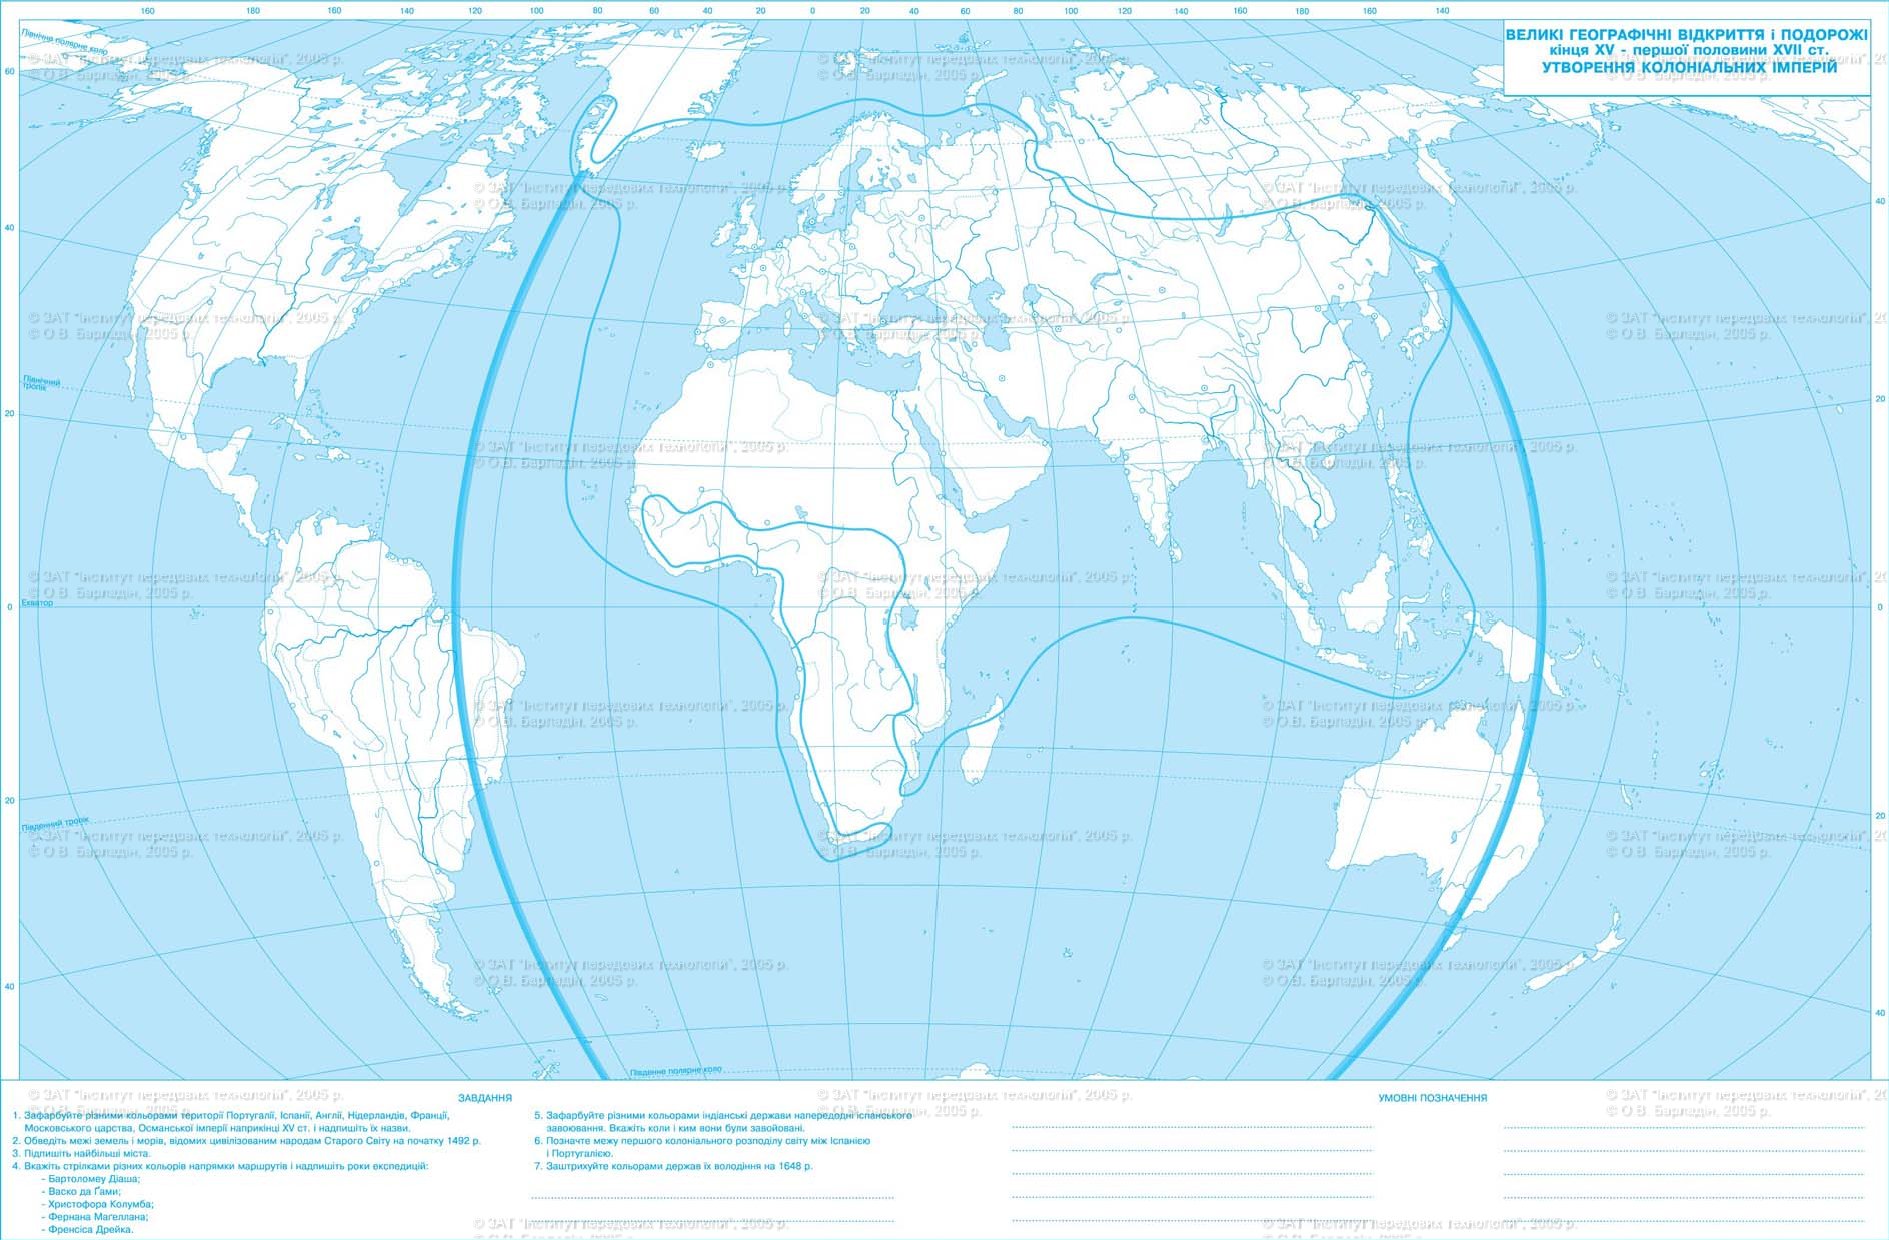 160 180 160 140 120 100 80 60 40 20 0 20 40 60 80 100 120 140 160 180 160 140
ВЕЛИКІ ГЕОГРАФІЧНІ ВІДКРИТТЯ і ПОДОРОЖІ
кінця XV - першої половини XVII ст.
УТВОРЕННЯ КОЛОНІАЛЬНИХ ІМПЕРІЙ
Північне полярне коло
60
40
40
Північний
тропік
20
20
Екватор
0
0
20
20
Південний тропік
40
40
Південне полярне коло
© ЗАТ "Інститут передових технологій", 2005 р.
© О.В. Барладін, 2005 р.
ЗАВДАННЯ
1. Зафарбуйте різними кольорами території Португалії, Іспанії, Англії, Нідерландів, Франції,
Московського царства, Османської імперії наприкінці XV ст. і надпишіть їх назви.
2. Обведіть межі земель і морів, відомих цивілізованим народам Старого Світу на початку 1492 р.
3. Підпишіть найбільші міста.
4. Вкажіть стрілками різних кольорів напрямки маршрутів і надпишіть роки експедицій:
- Бартоломеу Діаша;
- Васко да Ґами;
- Христофора Колумба;
- Фернана Магеллана;
- Френсіса Дрейка.
5. Зафарбуйте різними кольорами індіанські держави напередодні іспанського
завоювання. Вкажіть коли і ким вони були завойовані.
6. Позначте межу першого колоніального розподілу світу між Іспанією
і Португалією.
7. Заштрихуйте кольорами держав їх володіння на 1648 р.
УМОВНІ ПОЗНАЧЕННЯ